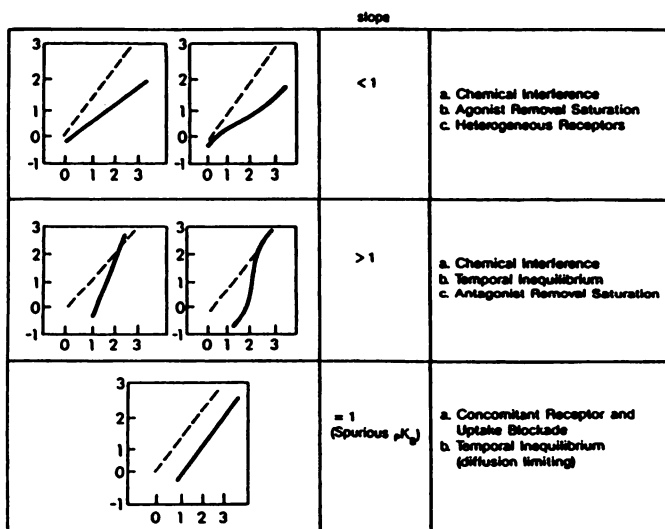 slope
3
2
1
0
-1
0 1 2 3
3
2
1
0
-1
0 1 2 3
< 1
a. Chemical Interference
b. Agonist Removal Saturation
c. Heterogeneous Receptors
3
2
1
0
-1
0 1 2 3
3
2
1
0
-1
0 1 2 3
> 1
a. Chemical Interference
b. Temporal Inequilibrium
c. Antagonist Removal Saturation
3
2
1
0
-1
0 1 2 3
= 1
(Spurious pKB)
a. Concomitant Receptor and
Uptake Blockade
b. Temporal Inequilibrium
(diffusion limiting)